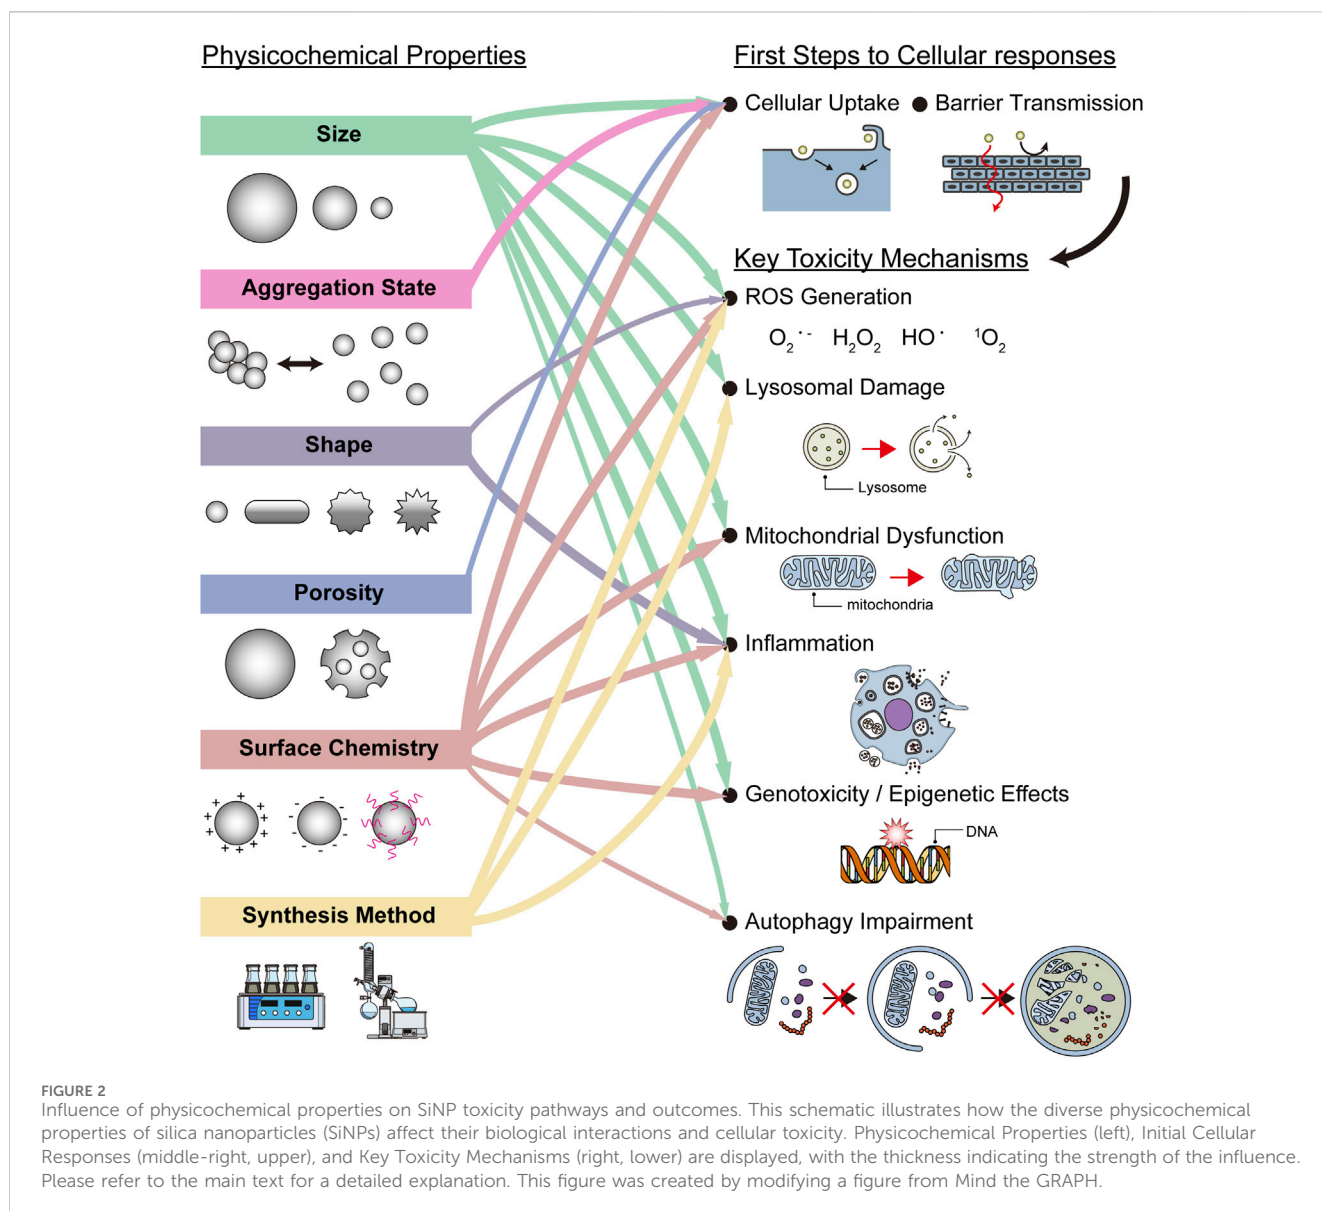 Physicochemical Properties
Size
Aggregation State
Shape
Porosity
Surface Chemistry
+ + + + + + + + + +
- - - - - - - - -
Synthesis Method
First Steps to Cellular responses
Cellular Uptake
Barrier Transmission
Key Toxicity Mechanisms
ROS Generation
O₂˙⁻ H₂O₂ HO˙ ¹O₂
Lysosomal Damage
Lysosome
Mitochondrial Dysfunction
mitochondria
Inflammation
Genotoxicity / Epigenetic Effects
DNA
Autophagy Impairment
FIGURE 2
Influence of physicochemical properties on SiNP toxicity pathways and outcomes. This schematic illustrates how the diverse physicochemical
properties of silica nanoparticles (SiNPs) affect their biological interactions and cellular toxicity. Physicochemical Properties (left), Initial Cellular
Responses (middle-right, upper), and Key Toxicity Mechanisms (right, lower) are displayed, with the thickness indicating the strength of the influence.
Please refer to the main text for a detailed explanation. This figure was created by modifying a figure from Mind the GRAPH.